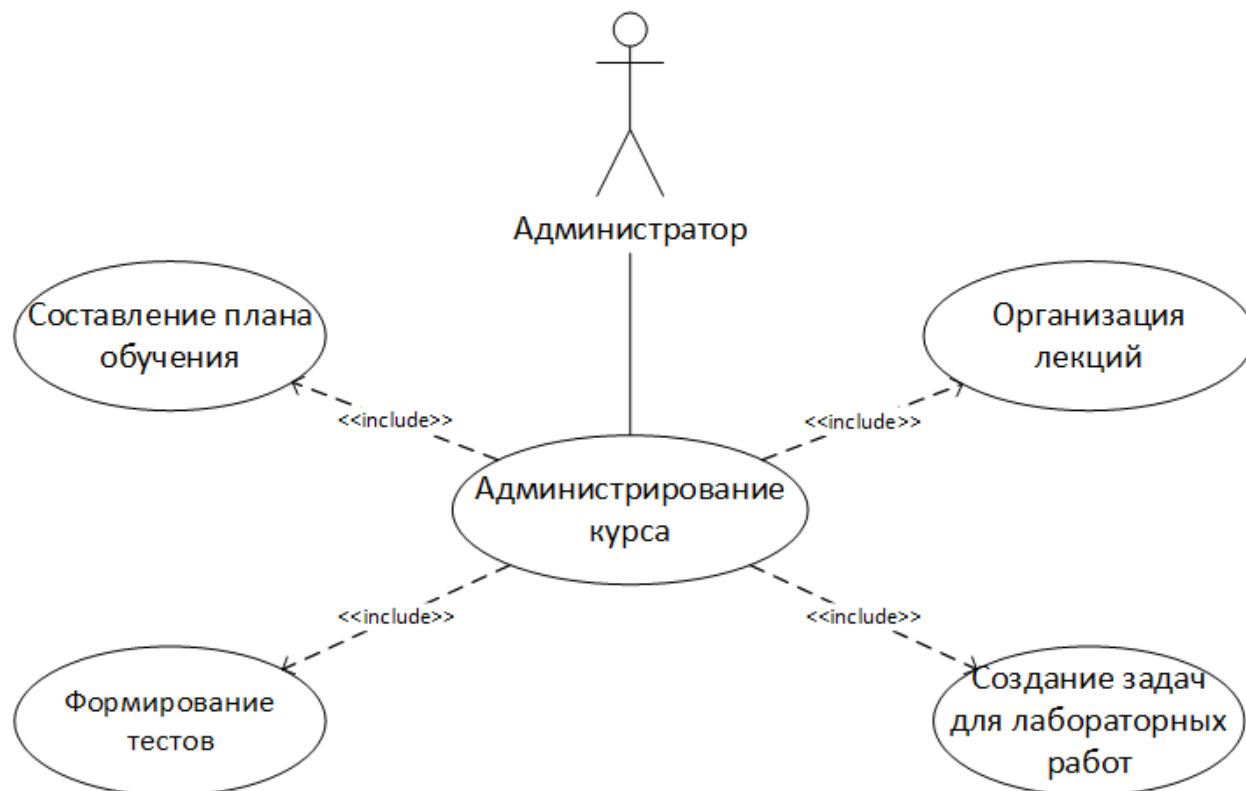 Администратор
Составление плана
обучения
Организация
лекций
<<include>>
<<include>>
Администрирование
курса
<<include>>
<<include>>
Формирование
тестов
Создание задач
для лабораторных
работ